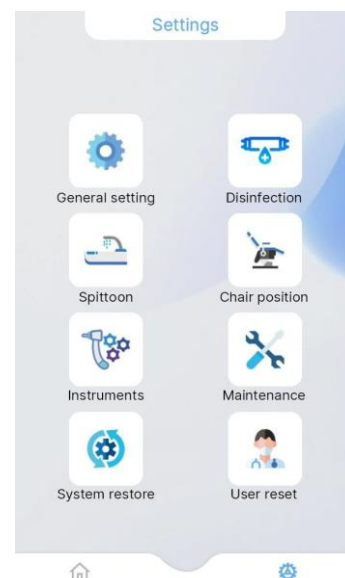 Settings
General setting
Disinfection
Spittoon
Chair position
Instruments
Maintenance
System restore
User reset